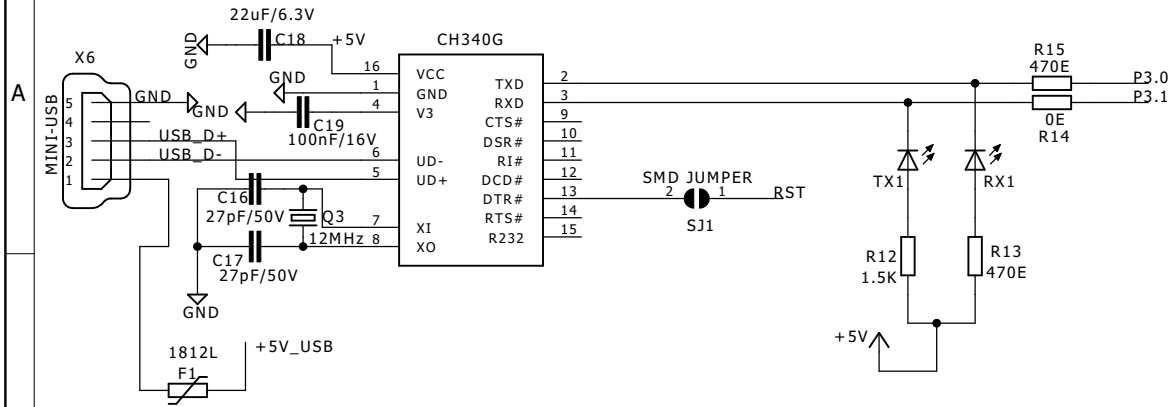 A
22uF/6.3V
GND
C18
+5V
X6
MINI-USB
5
4
3
2
1
GND
USB_D+
USB_D-
GND
GND
C19
100nF/16V
CH340G
16
VCC
1
GND
4
V3
6
UD-
5
UD+
7
XI
8
XO
TXD
2
RXD
3
CTS#
9
DSR#
10
RI#
11
DCD#
12
DTR#
13
RTS#
14
R232
15
C16
27pF/50V
Q3
12MHz
C17
27pF/50V
GND
1812L
F1
+5V_USB
SMD JUMPER
2
1
RST
SJ1
R15
470E
P3.0
P3.1
0E
R14
TX1
RX1
R12
1.5K
R13
470E
+5V